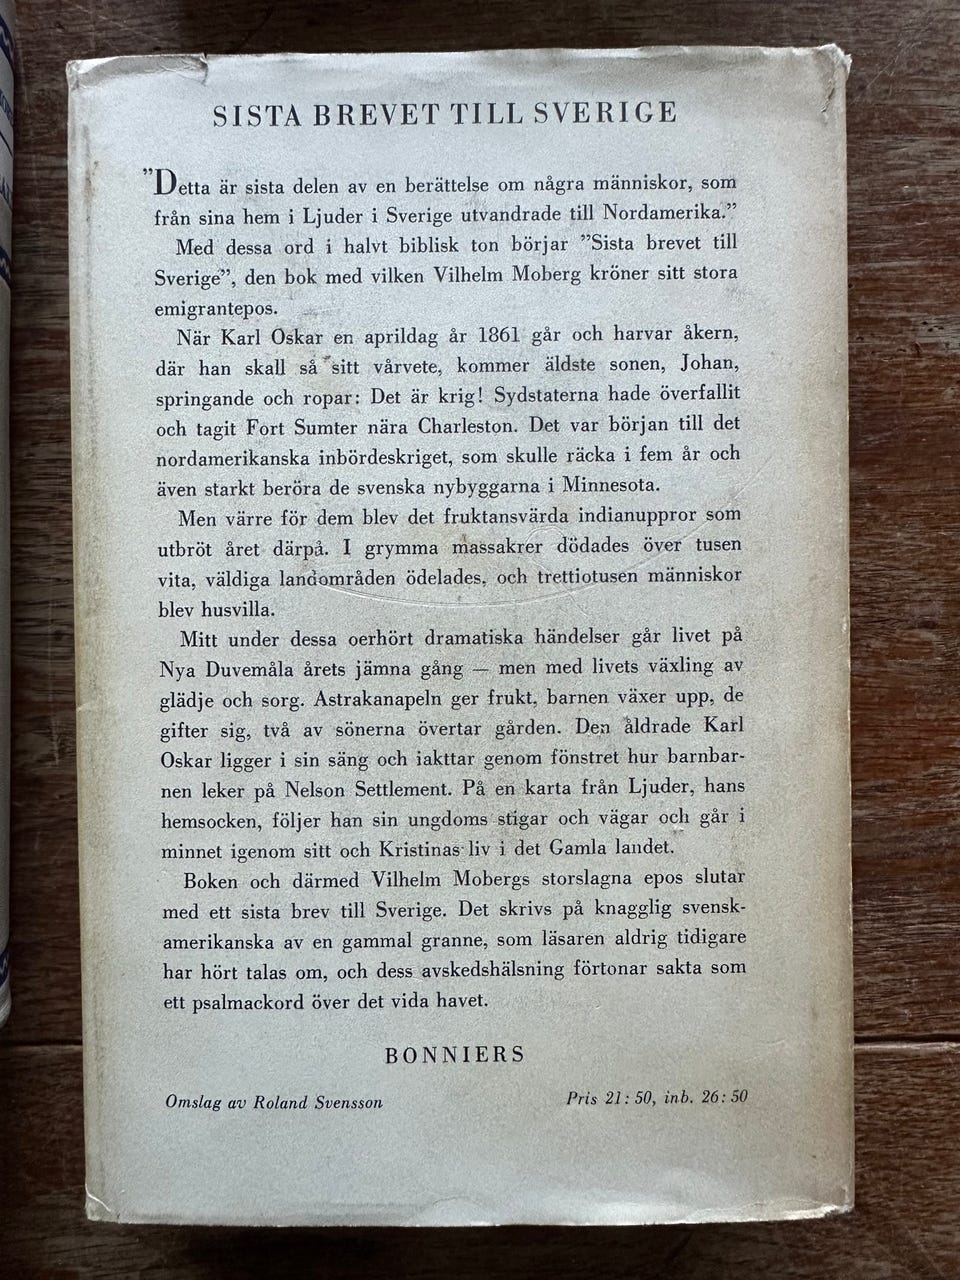 SISTA BREVET TILL SVERIGE
”Detta är sista delen av en berättelse om några människor, som
från sina hem i Ljuder i Sverige utvandrade till Nordamerika.”
Med dessa ord i halvt biblisk ton börjar ”Sista brevet till
Sverige”, den bok med vilken Vilhelm Moberg kröner sitt stora
emigrantepos.
När Karl Oskar en aprildag år 1861 går och harvar åkern,
där han skall så sitt vårvete, kommer äldste sonen, Johan,
springande och ropar: Det är krig! Sydstaterna hade överfallit
och tagit Fort Sumter nära Charleston. Det var början till det
nordamerikanska inbördeskriget, som skulle räcka i fem år och
även starkt beröra de svenska nybyggarna i Minnesota.
Men värre för dem blev det fruktansvärda indianuppror som
utbröt året därpå. I grymma massakrer dödades över tusen
vita, väldiga landområden ödelades, och trettiotusen människor
blev husvilla.
Mitt under dessa oerhört dramatiska händelser går livet på
Nya Duvemåla årets jämna gång — men med livets växling av
glädje och sorg. Astrakanapeln ger frukt, barnen växer upp, de
gifter sig, två av sönerna övertar gården. Den åldrade Karl
Oskar ligger i sin säng och iakttar genom fönstret hur barnbar-
nen leker på Nelson Settlement. På en karta från Ljuder, hans
hemsocken, följer han sin ungdoms stigar och vägar och går i
minnet igenom sitt och Kristinas liv i det Gamla landet.
Boken och därmed Vilhelm Mobergs storslagna epos slutar
med ett sista brev till Sverige. Det skrivs på knagglig svensk-
amerikanska av en gammal granne, som läsaren aldrig tidigare
har hört talas om, och dess avskedshälsning förtonar sakta som
ett psalmackord över det vida havet.
BONNIERS
Omslag av Roland Svensson
Pris 21:50, inb. 26:50